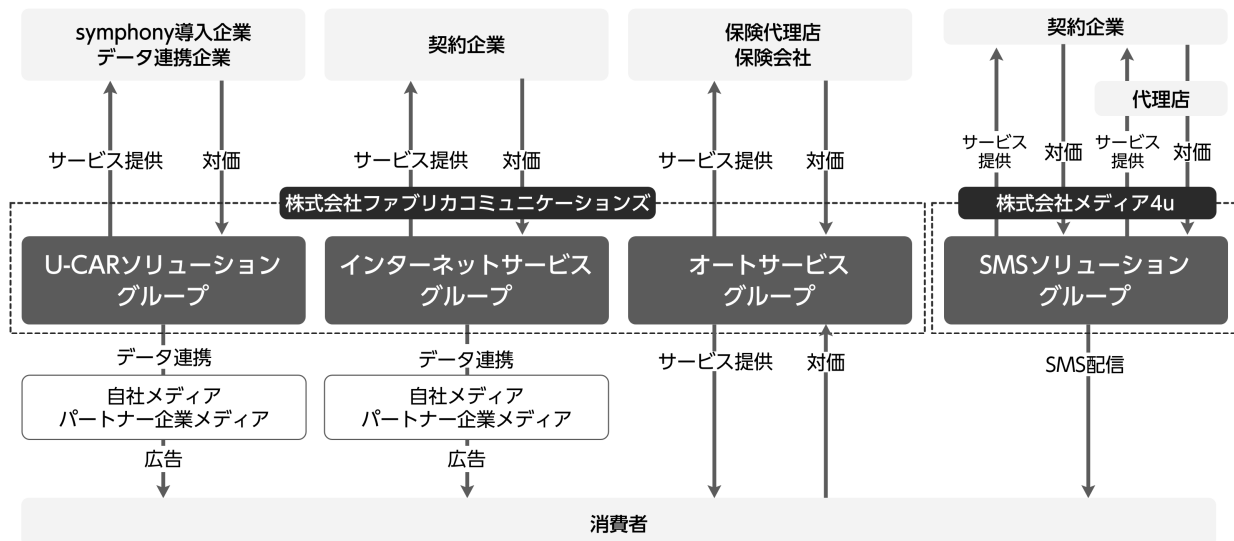 symphony導入企業
データ連携企業
契約企業
保険代理店
保険会社
契約企業
代理店
サービス提供
対価
サービス提供
対価
サービス提供
対価
サービス
提供
対価
サービス
提供
対価
株式会社ファブリカコミュニケーションズ
株式会社メディア4u
U-CARソリューション
グループ
インターネットサービス
グループ
オートサービス
グループ
SMSソリューション
グループ
データ連携
データ連携
サービス提供
対価
SMS配信
自社メディア
パートナー企業メディア
自社メディア
パートナー企業メディア
広告
広告
消費者